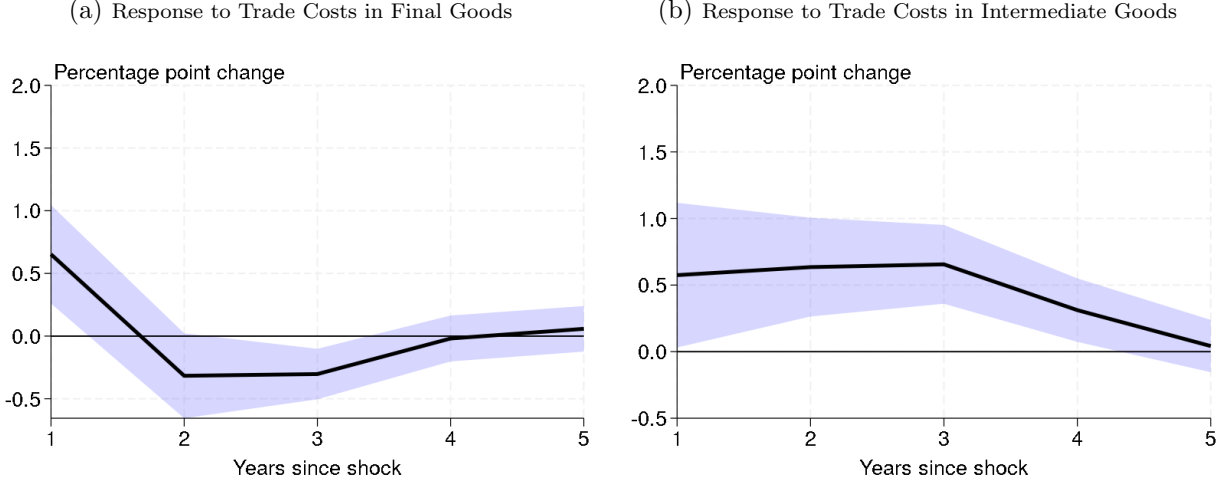 (a) Response to Trade Costs in Final Goods
Percentage point change
2.0
1.5
1.0
0.5
0.0
-0.5
1 2 3 4 5
Years since shock
(b) Response to Trade Costs in Intermediate Goods
Percentage point change
2.0
1.5
1.0
0.5
0.0
-0.5
1 2 3 4 5
Years since shock